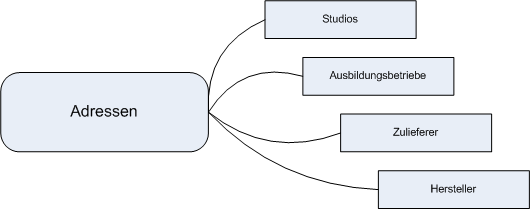 Adressen
Studios
Ausbildungsbetriebe
Zulieferer
Hersteller